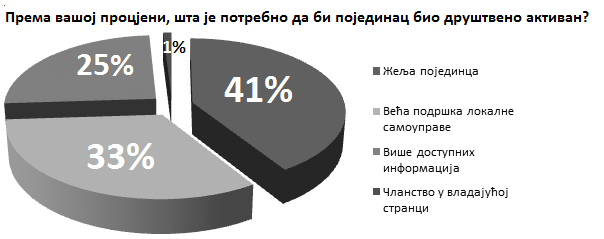 Према вашој процјени, шта је потребно да би појединац био друштвено активан?
1%
25%
41%
33%
Жеља појединца
Већа подршка локалне
самоуправе
Више доступних
информација
Чланство у владајућој
странци